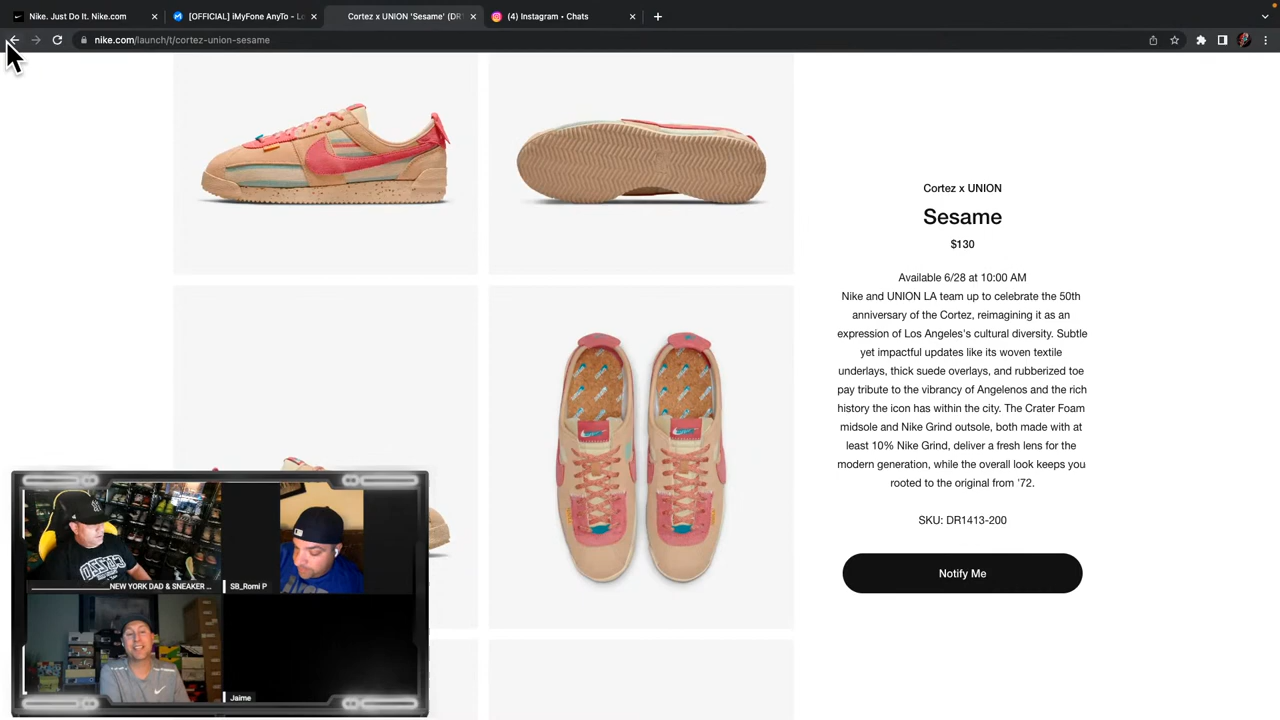 Nike. Just Do It. Nike.com
[OFFICIAL] iMyFone AnyTo - Lo
Cortez x UNION 'Sesame' (DR1
(4) Instagram • Chats
nike.com/launch/t/cortez-union-sesame
Cortez x UNION
Sesame
$130
Available 6/28 at 10:00 AM
Nike and UNION LA team up to celebrate the 50th
anniversary of the Cortez, reimagining it as an
expression of Los Angeles's cultural diversity. Subtle
yet impactful updates like its woven textile
underlays, thick suede overlays, and rubberized toe
pay tribute to the vibrancy of Angelenos and the rich
history the icon has within the city. The Crater Foam
midsole and Nike Grind outsole, both made with at
least 10% Nike Grind, deliver a fresh lens for the
modern generation, while the overall look keeps you
rooted to the original from '72.
SKU: DR1413-200
Notify Me
NEW YORK DAD & SNEAKER ...
SB_Romi P
Jaime